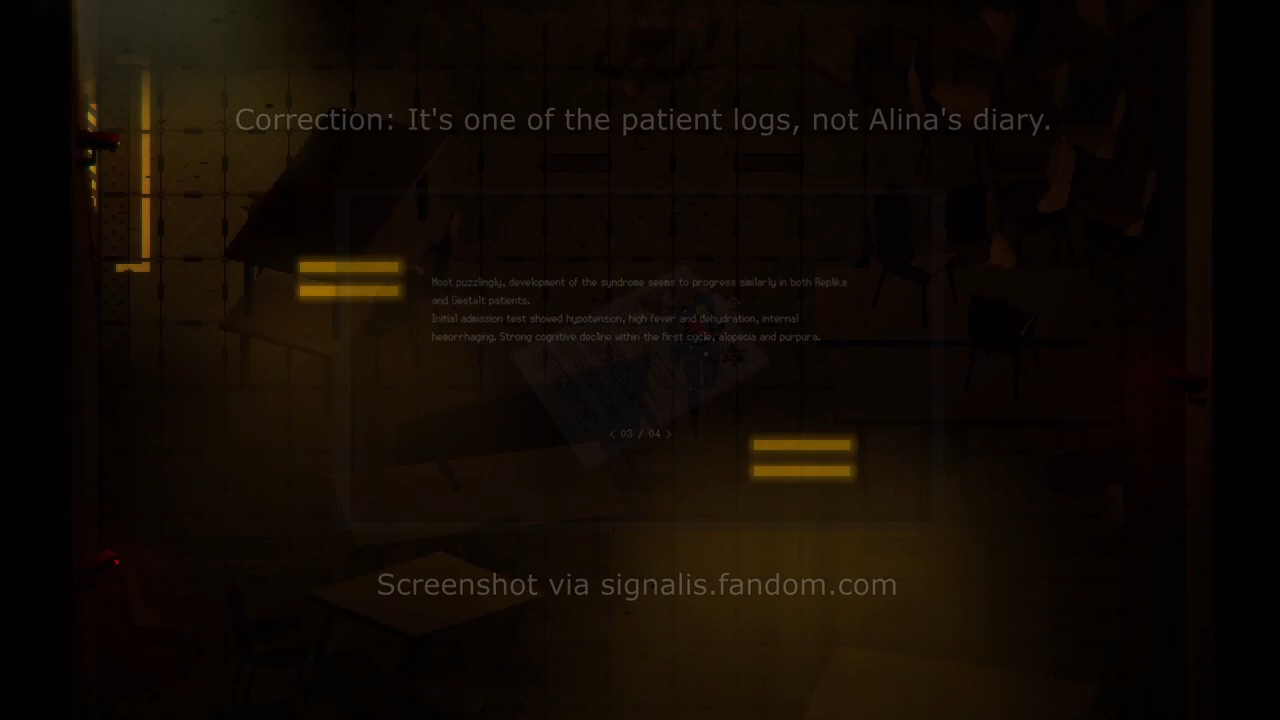 Correction: It's one of the patient logs, not Alina's diary.
Most puzzlingly, development of the syndrome seems to progress similarly in both Replika
and Gestalt patients.
Initial admission test showed hypotension, high fever and dehydration, internal
hemorrhaging. Strong cognitive decline within the first cycle, alopecia and purpura.
< 03 / 04 >
Screenshot via signalis.fandom.com